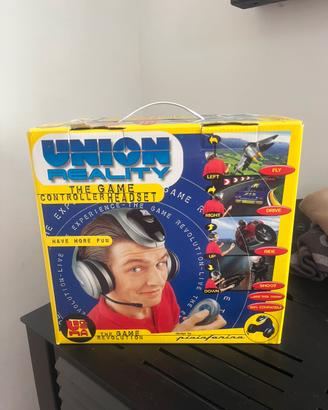 UNION
REALITY
THE GAME
CONTROLLER HEADSET
HAVE MORE FUN
EXPERIENCE-THE GAME REVOLUTION-LIVE
LEFT
RIGHT
UP
DOWN
FLY
DRIVE
RIDE
SHOOT
THE GAME
REVOLUTION
pininfarina